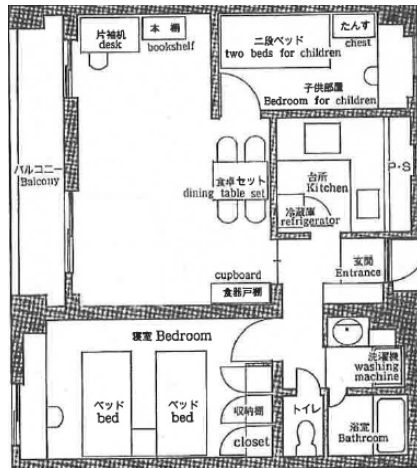 片袖机
desk
本棚
bookshelf
二段ベッド
two beds for children
たんす
chest
子供部屋
Bedroom for children
バルコニー
Balcony
食卓セット
dining table set
台所
Kitchen
P・S
冷蔵庫
refrigerator
玄関
Entrance
cupboard
食器戸棚
寝室 Bedroom
ベッド
bed
ベッド
bed
収納棚
closet
トイレ
洗濯機
washing
machine
浴室
Bathroom